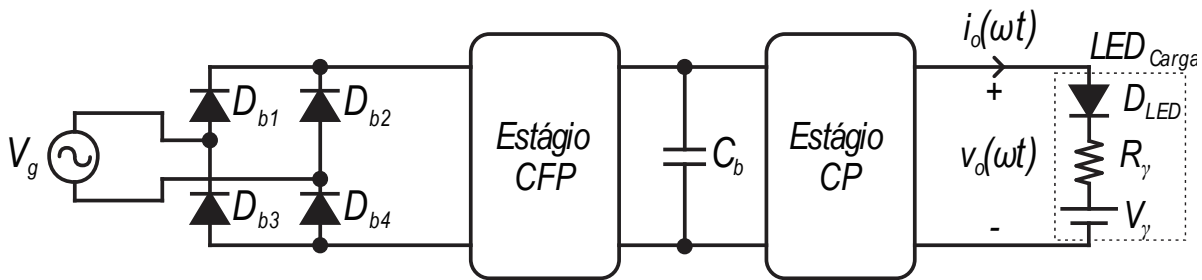 V_g
D_b1
D_b2
D_b3
D_b4
Estágio
CFP
C_b
Estágio
CP
i_o(ωt)
+
v_o(ωt)
-
LED_Carga
D_LED
R_γ
V_γ